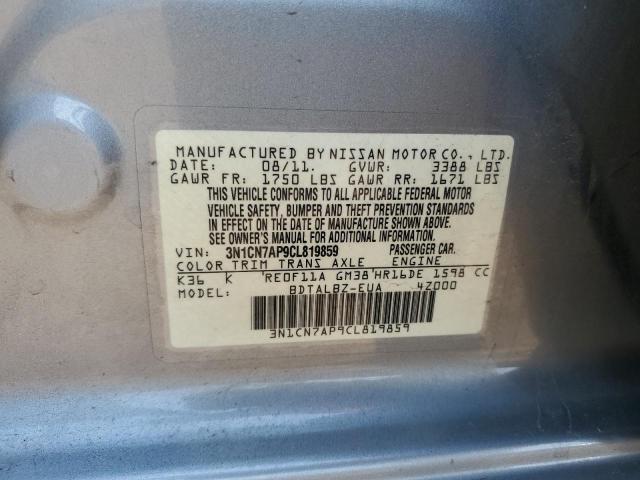 MANUFACTURED BY NISSAN MOTOR CO., LTD.
DATE: 08/11. GVWR: 3388 LBS
GAWR FR: 1750 LBS GAWR RR: 1671 LBS
THIS VEHICLE CONFORMS TO ALL APPLICABLE FEDERAL MOTOR
VEHICLE SAFETY, BUMPER AND THEFT PREVENTION STANDARDS
IN EFFECT ON THE DATE OF MANUFACTURE SHOWN ABOVE.
SEE OWNER'S MANUAL FOR ADDITIONAL INFORMATION.
VIN: 3N1CN7AP9CL819859 PASSENGER CAR.
COLOR TRIM TRANS AXLE ENGINE
K36 K RE0F11A GM38 HR16DE 1598 CC
MODEL: BDTALBZ-EUA 4Z000
3N1CN7AP9CL819859